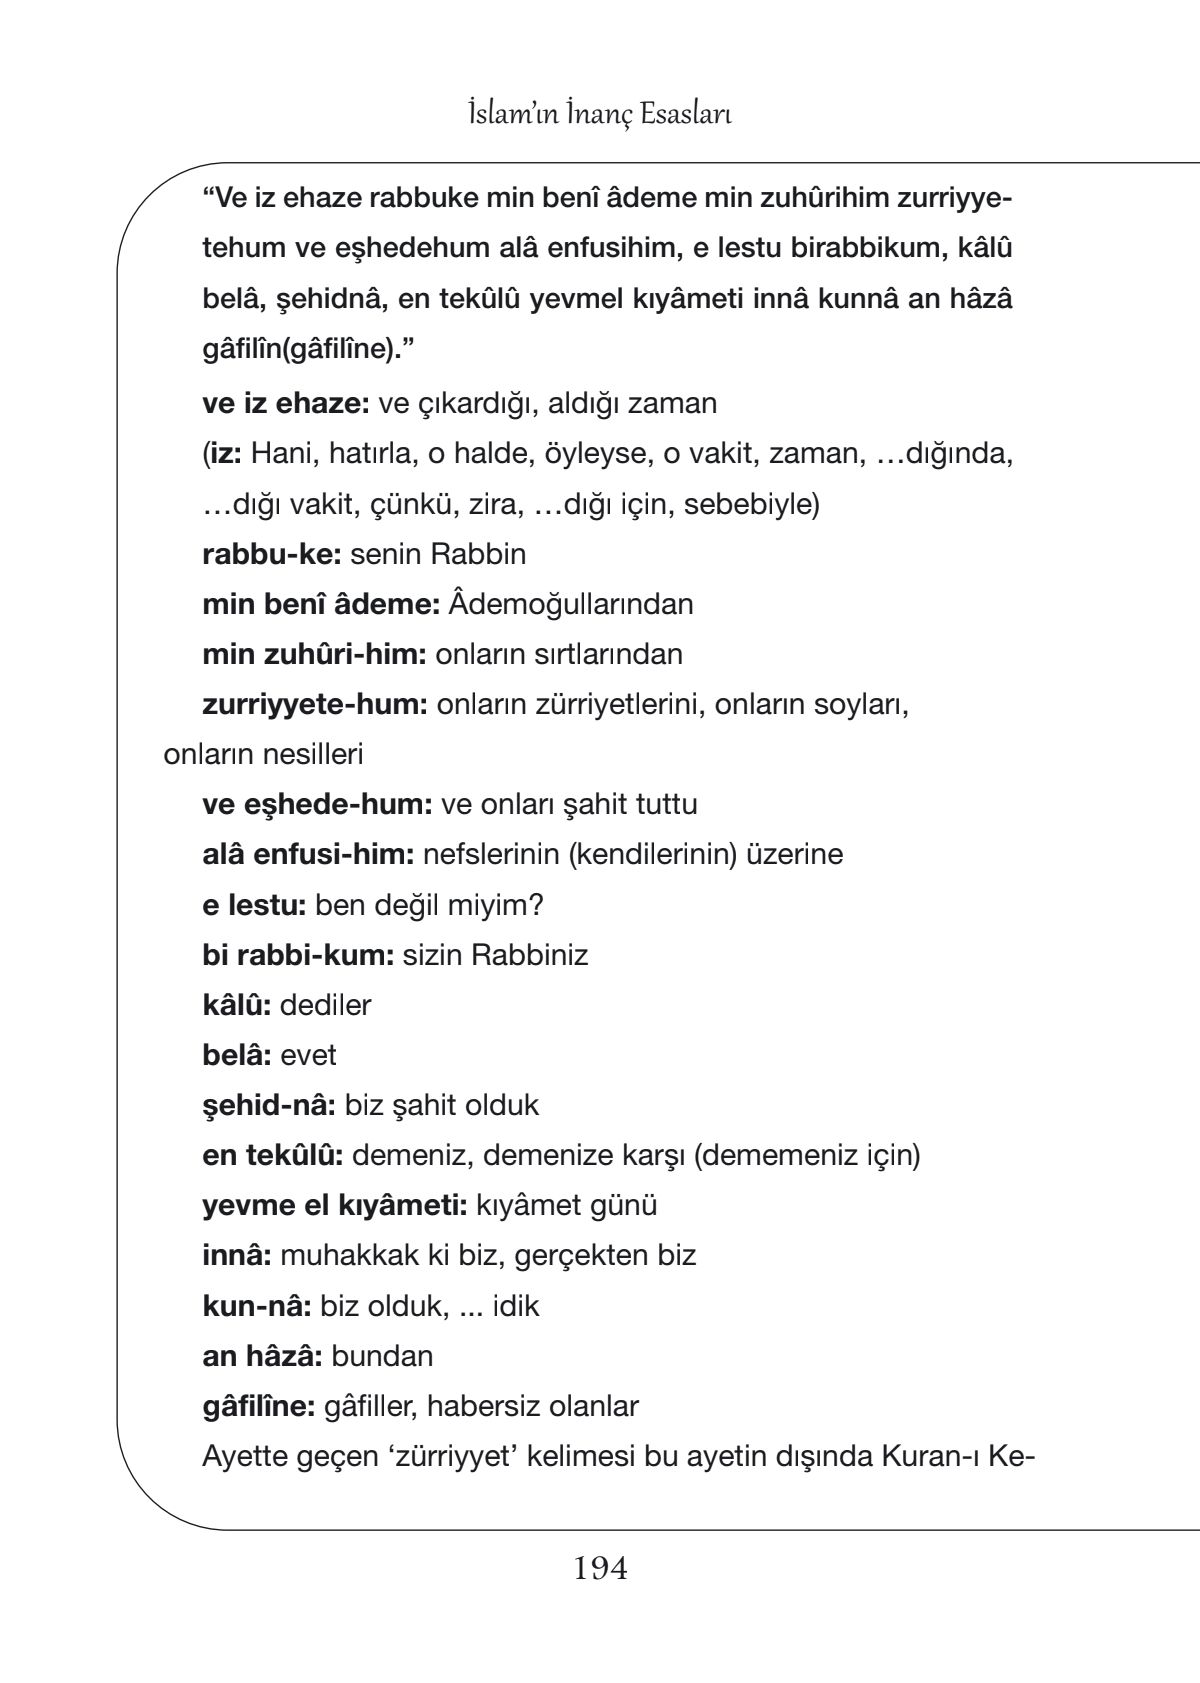 İslam’ın İnanç Esasları
“Ve iz ehaze rabbuke min benî âdeme min zuhûrihim zurriyye-
tehum ve eşhedehum alâ enfusihim, e lestu birabbikum, kâlû
belâ, şehidnâ, en tekûlû yevmel kıyâmeti innâ kunnâ an hâzâ
gâfilîn(gâfilîne).”
ve iz ehaze: ve çıkardığı, aldığı zaman
(iz: Hani, hatırla, o halde, öyleyse, o vakit, zaman, …dığında,
…dığı vakit, çünkü, zira, …dığı için, sebebiyle)
rabbu-ke: senin Rabbin
min benî âdeme: Âdemoğullarından
min zuhûri-him: onların sırtlarından
zurriyyete-hum: onların zürriyetlerini, onların soyları,
onların nesilleri
ve eşhede-hum: ve onları şahit tuttu
alâ enfusi-him: nefslerinin (kendilerinin) üzerine
e lestu: ben değil miyim?
bi rabbi-kum: sizin Rabbiniz
kâlû: dediler
belâ: evet
şehid-nâ: biz şahit olduk
en tekûlû: demeniz, demenize karşı (dememeniz için)
yevme el kıyâmeti: kıyâmet günü
innâ: muhakkak ki biz, gerçekten biz
kun-nâ: biz olduk, ... idik
an hâzâ: bundan
gâfilîne: gâfiller, habersiz olanlar
Ayette geçen ‘zürriyyet’ kelimesi bu ayetin dışında Kuran-ı Ke-
194